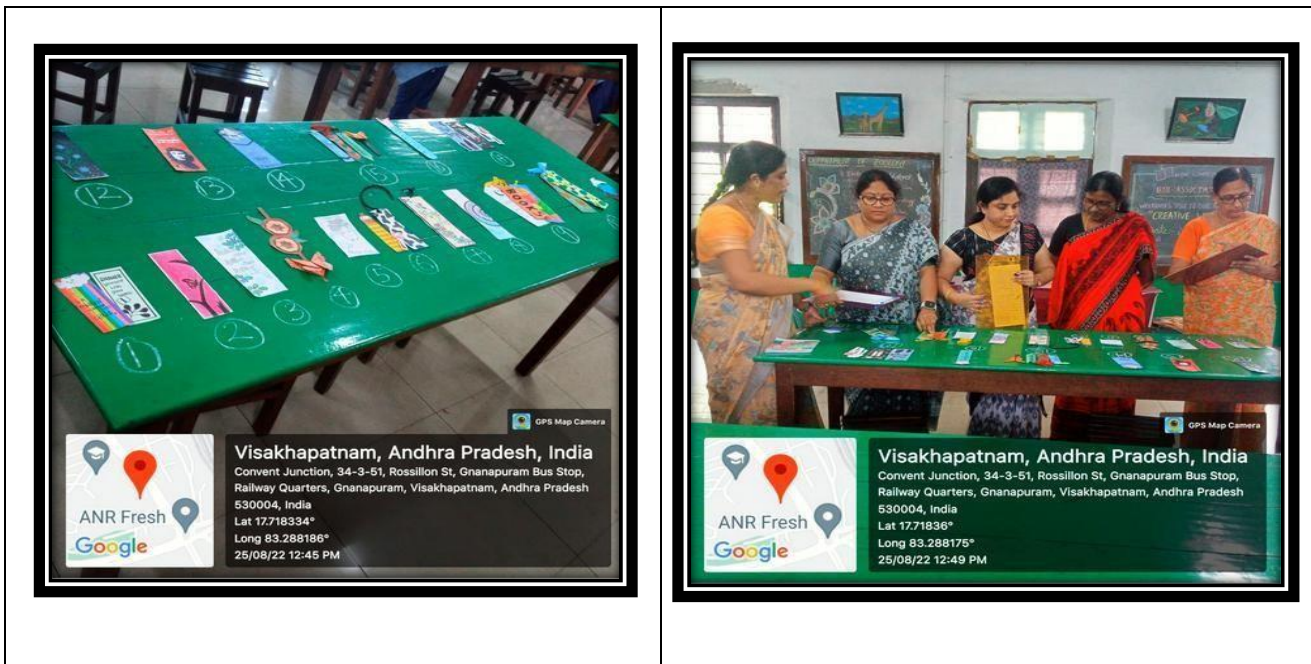 12
13
14
15
1
2
3
4
5
6
GPS Map Camera
Visakhapatnam, Andhra Pradesh, India
Convent Junction, 34-3-51, Rossillon St, Gnanapuram Bus Stop,
Railway Quarters, Gnanapuram, Visakhapatnam, Andhra Pradesh
530004, India
Lat 17.718334°
Long 83.288186°
25/08/22 12:45 PM
ANR Fresh
Google
DEPARTMENT OF ZOOLOGY
"CREATIVE
GPS Map Camera
Visakhapatnam, Andhra Pradesh, India
Convent Junction, 34-3-51, Rossillon St, Gnanapuram Bus Stop,
Railway Quarters, Gnanapuram, Visakhapatnam, Andhra Pradesh
530004, India
Lat 17.71836°
Long 83.288175°
25/08/22 12:49 PM
ANR Fresh
Google